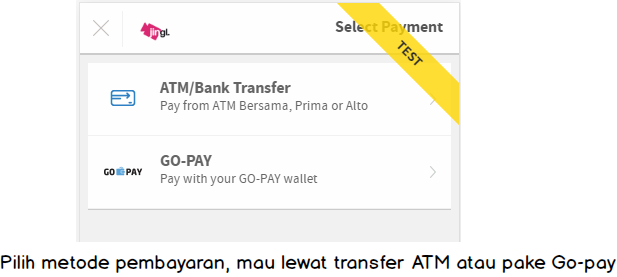 jingL
Select Payment
TEST
ATM/Bank Transfer
Pay from ATM Bersama, Prima or Alto
GO-PAY
GO PAY
Pay with your GO-PAY wallet
Pilih metode pembayaran, mau lewat transfer ATM atau pake Go-pay